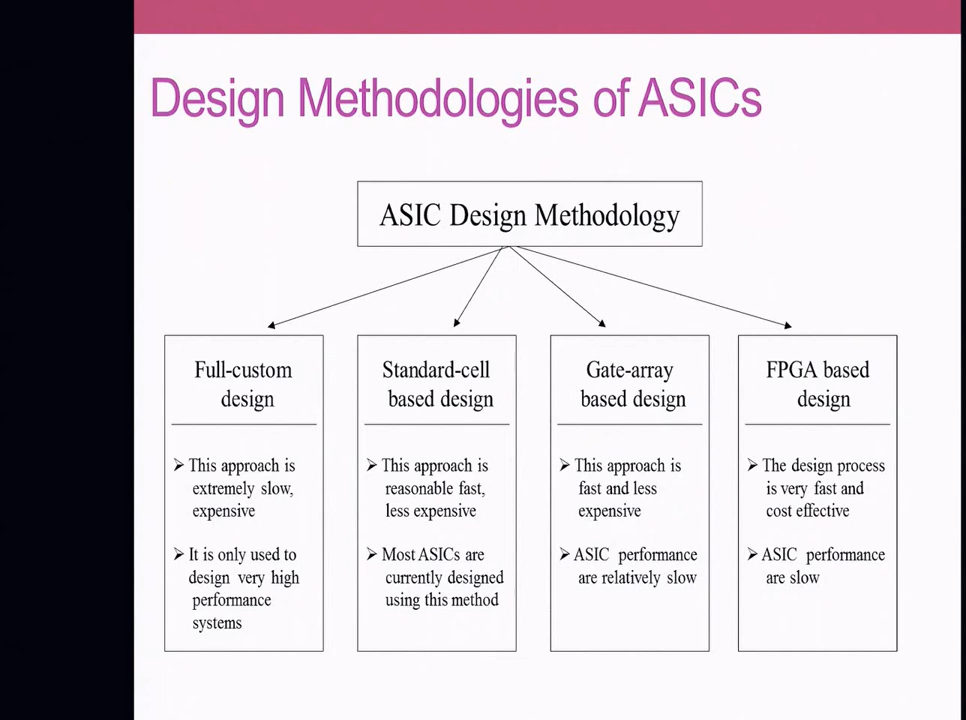 Design Methodologies of ASICs
ASIC Design Methodology
Full-custom
design
➢ This approach is
extremely slow,
expensive
➢ It is only used to
design very high
performance
systems
Standard-cell
based design
➢ This approach is
reasonable fast,
less expensive
➢ Most ASICs are
currently designed
using this method
Gate-array
based design
➢ This approach is
fast and less
expensive
➢ ASIC performance
are relatively slow
FPGA based
design
➢ The design process
is very fast and
cost effective
➢ ASIC performance
are slow